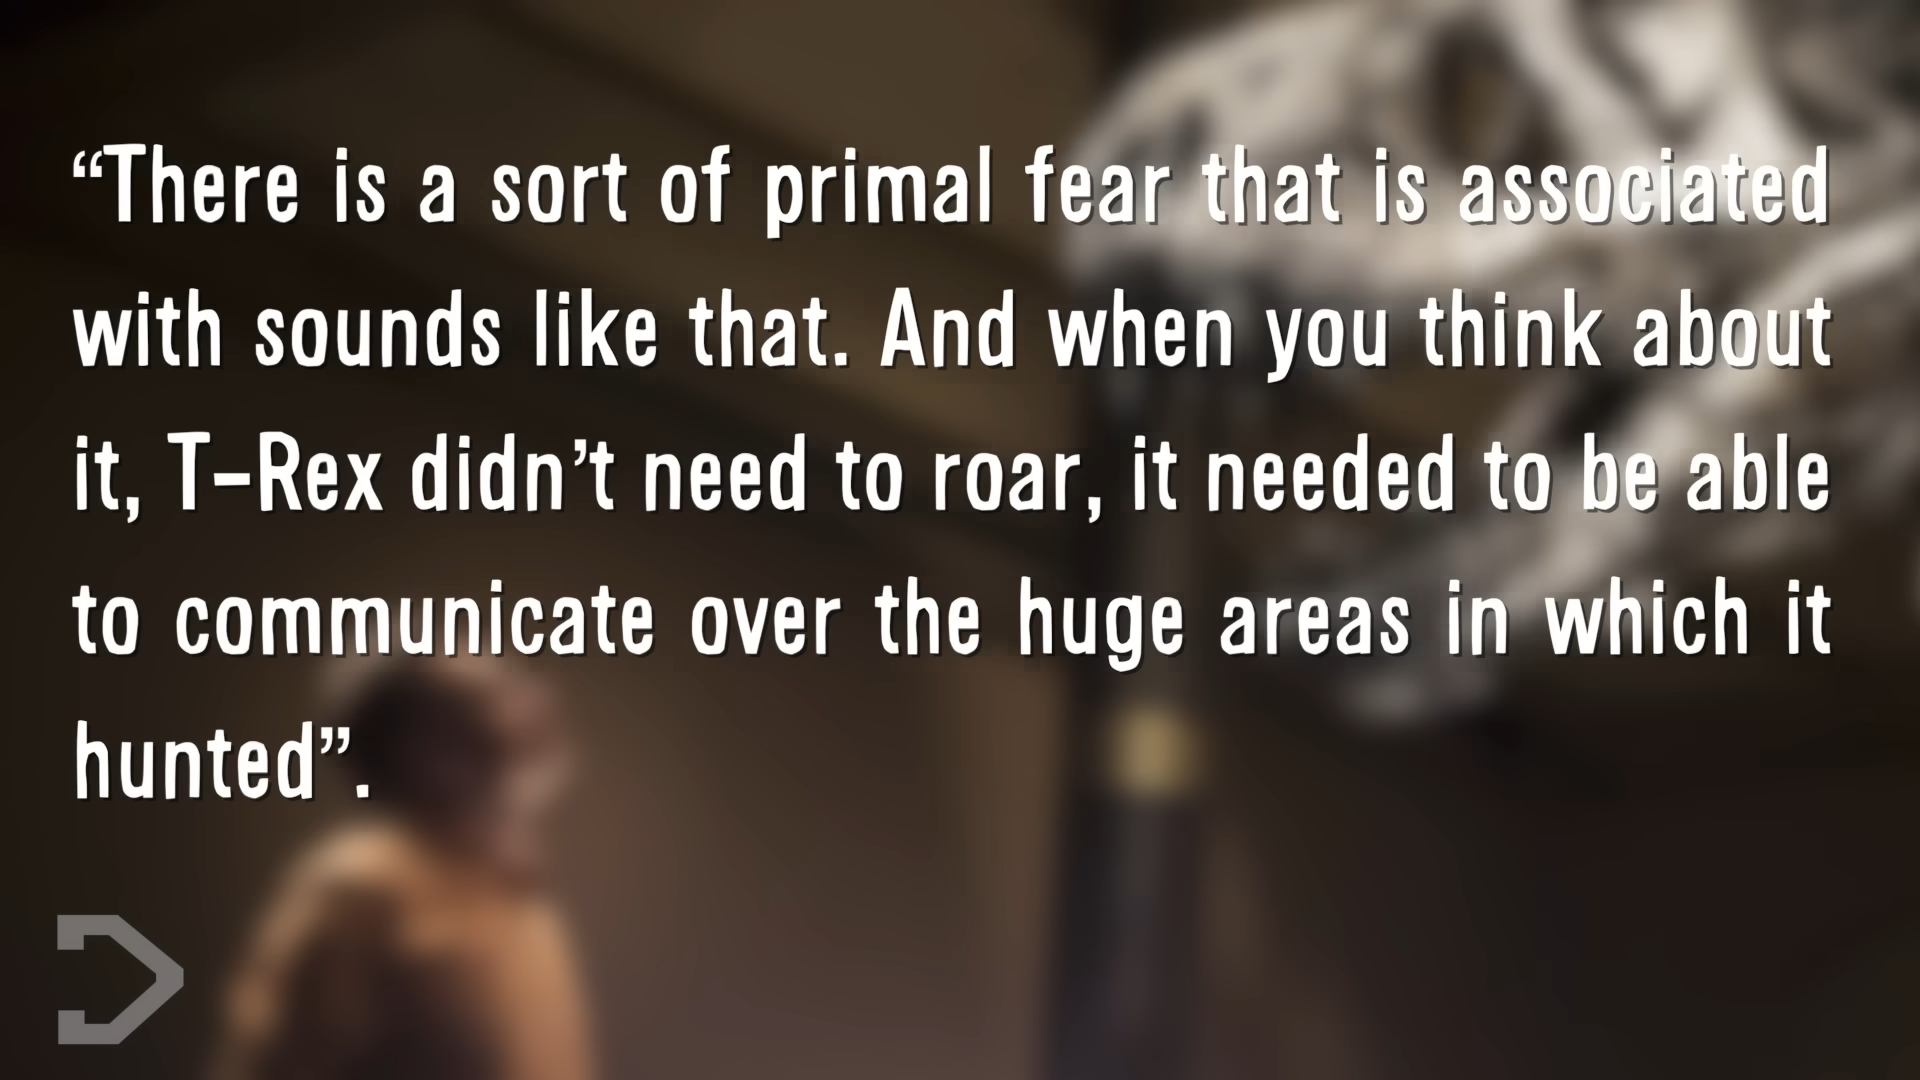 “There is a sort of primal fear that is associated
with sounds like that. And when you think about
it, T-Rex didn’t need to roar, it needed to be able
to communicate over the huge areas in which it
hunted”.